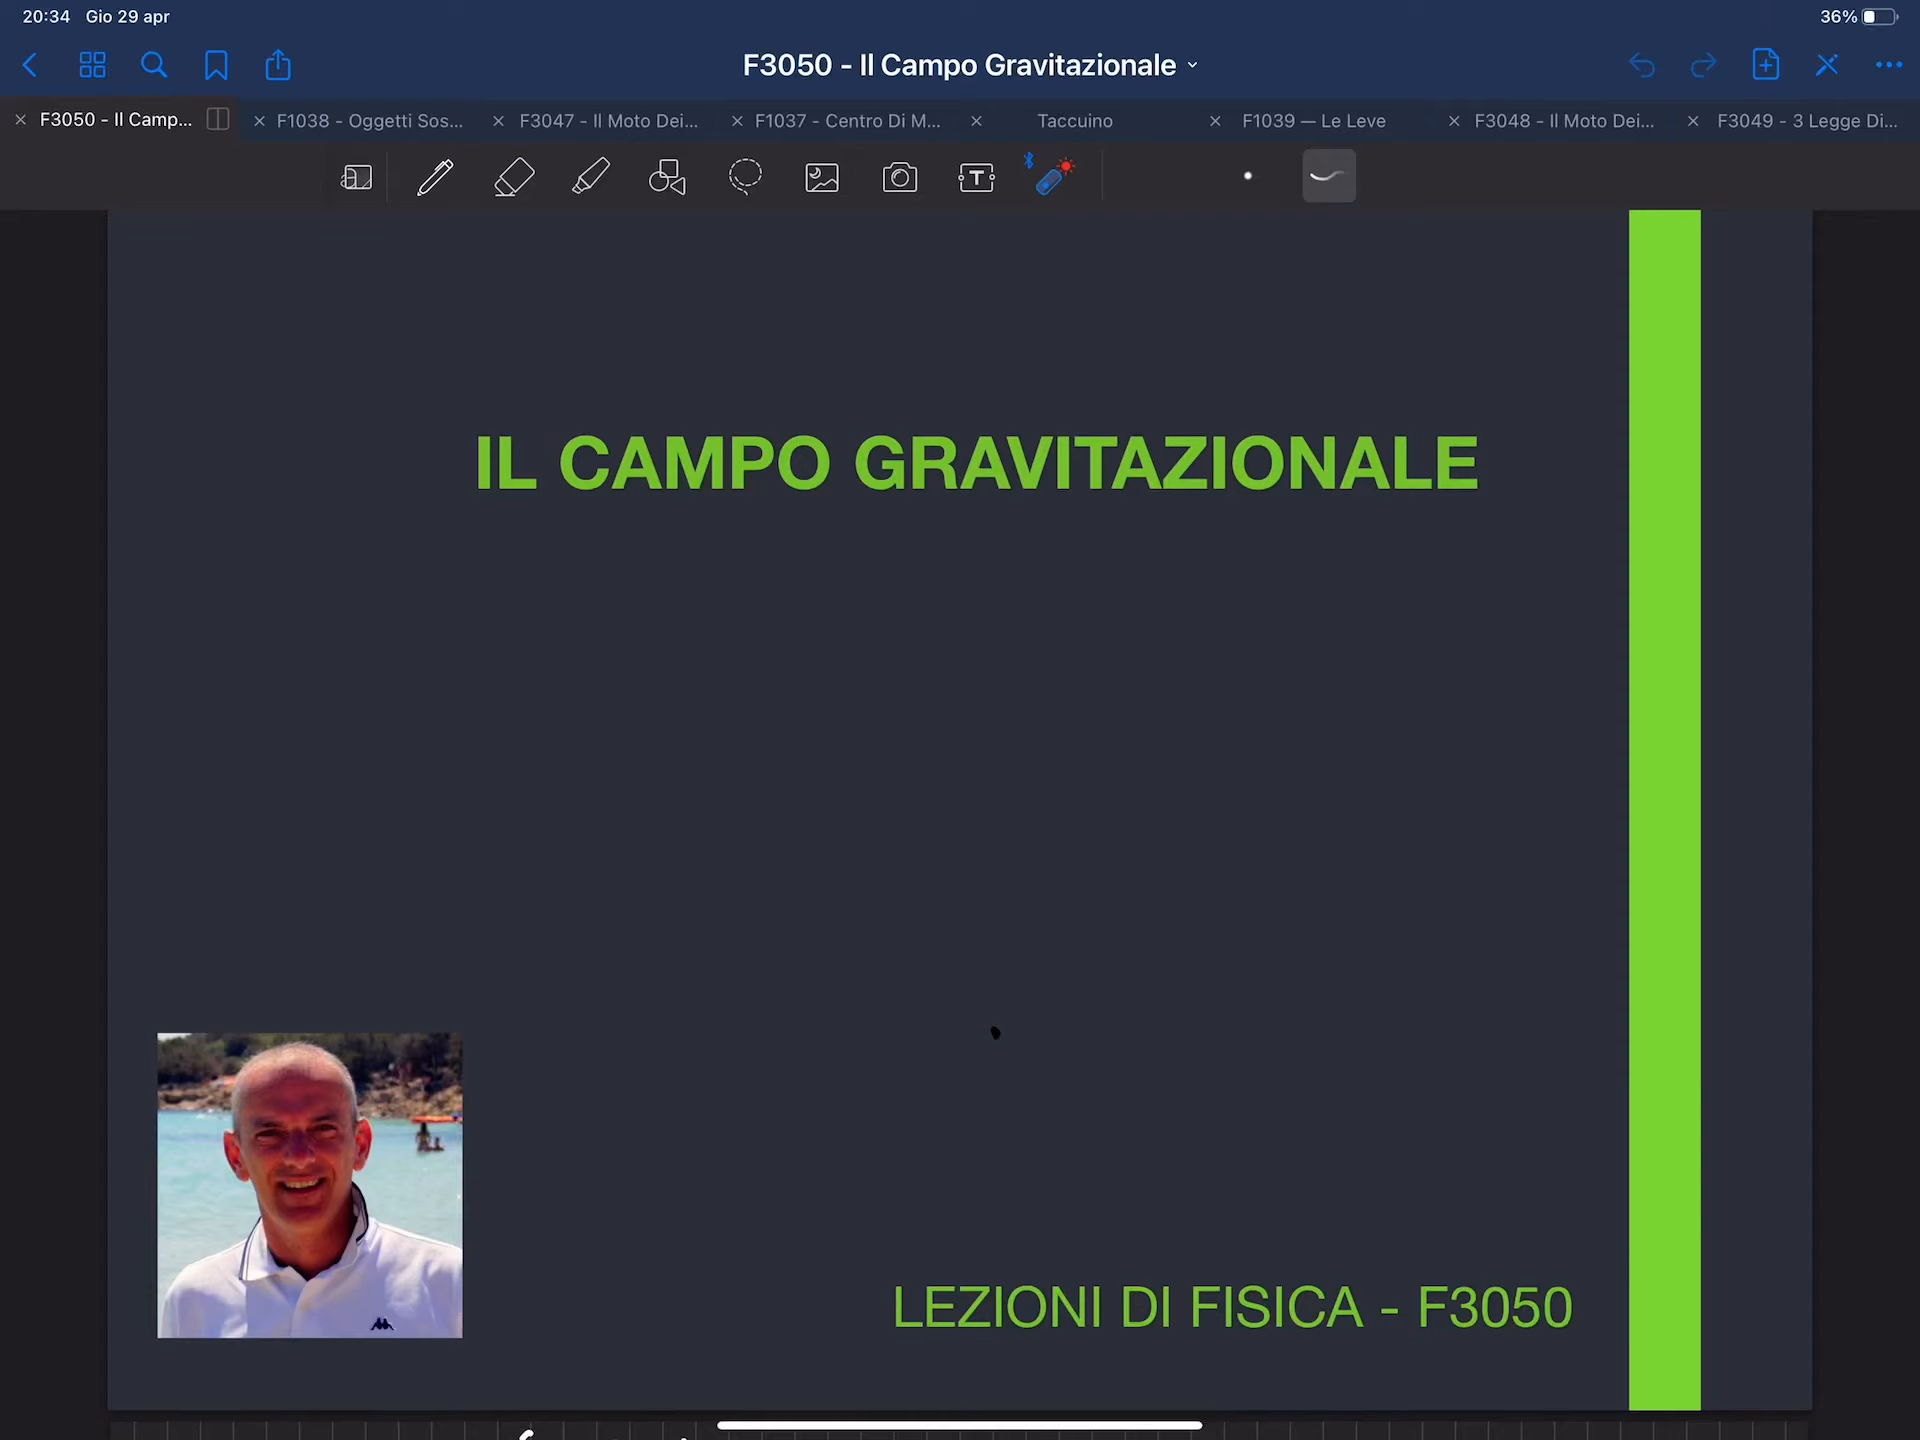 20:34 Gio 29 apr 36%
F3050 - Il Campo Gravitazionale
F3050 - Il Camp... F1038 - Oggetti Sos... F3047 - Il Moto Dei... F1037 - Centro Di M... Taccuino F1039 — Le Leve F3048 - Il Moto Dei... F3049 - 3 Legge Di...
T
IL CAMPO GRAVITAZIONALE
LEZIONI DI FISICA - F3050